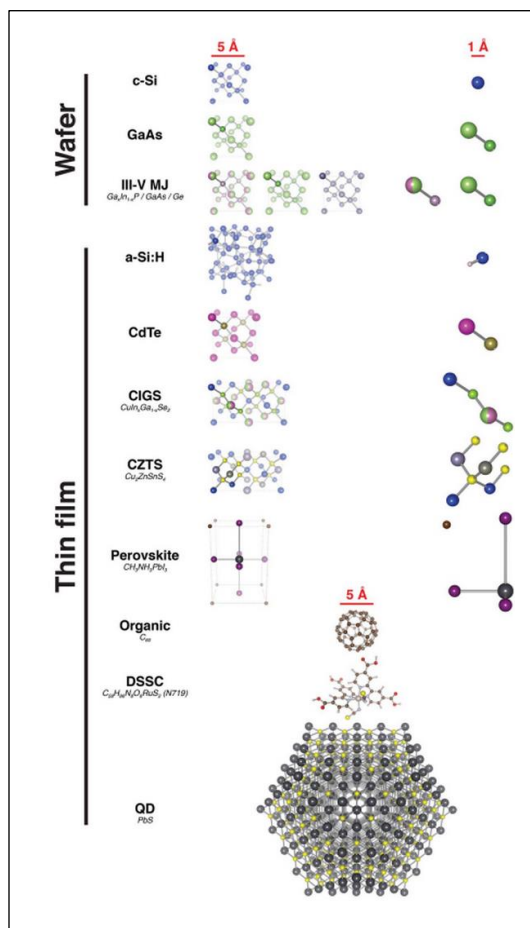 5 Å 1 Å
Wafer
c-Si
GaAs
III-V MJ
GaₓIn₁₋ₓP / GaAs / Ge
Thin film
a-Si:H
CdTe
CIGS
CuInₓGa₁₋ₓSe₂
CZTS
Cu₂ZnSnS₄
Perovskite
CH₃NH₃PbI₃
5 Å
Organic
C₆₀
DSSC
C₅₈H₈₆N₈O₈RuS₂ (N719)
QD
PbS